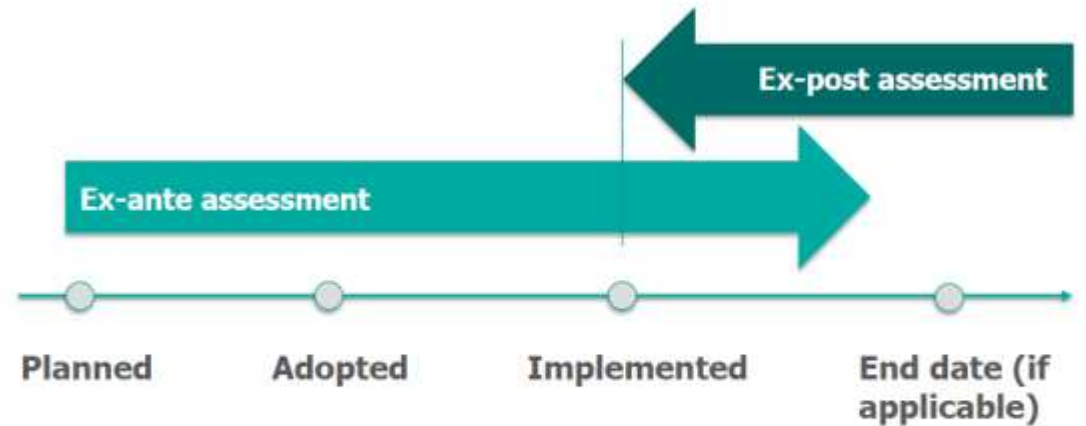 Ex-post assessment
Ex-ante assessment
Planned
Adopted
Implemented
End date (if
applicable)